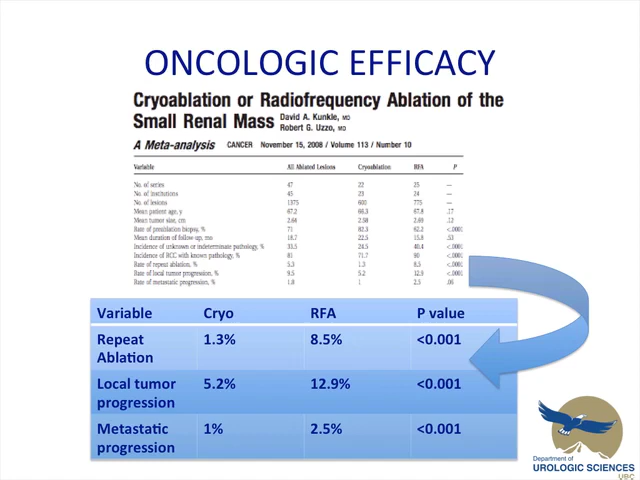 ONCOLOGIC EFFICACY
Cryoablation or Radiofrequency Ablation of the
Small Renal Mass David A. Kunkle, MD
Robert G. Uzzo, MD
A Meta-analysis CANCER November 15, 2008 / Volume 113 / Number 10
Variable All Ablated Lesions Cryoablation RFA P
No. of series 47 22 25 —
No. of institutions 45 23 24 —
No. of lesions 1375 600 775 —
Mean patient age, y 67.2 66.3 67.8 .17
Mean tumor size, cm 2.64 2.58 2.69 .12
Rate of preablation biopsy, % 71 82.3 62.2 <.0001
Mean duration of follow up, mo 18.7 22.5 15.8 .53
Incidence of unknown or indeterminate pathology, % 33.5 24.5 40.4 <.0001
Incidence of RCC with known pathology, % 81 71.7 90 <.0001
Rate of repeat ablation, % 5.3 1.3 8.5 <.0001
Rate of local tumor progression, % 9.5 5.2 12.9 <.0001
Rate of metastatic progression, % 1.8 1 2.5 .06
Variable Cryo RFA P value
Repeat 1.3% 8.5% <0.001
Ablation
Local tumor 5.2% 12.9% <0.001
progression
Metastatic 1% 2.5% <0.001
progression
Department of
UROLOGIC SCIENCES
UBC